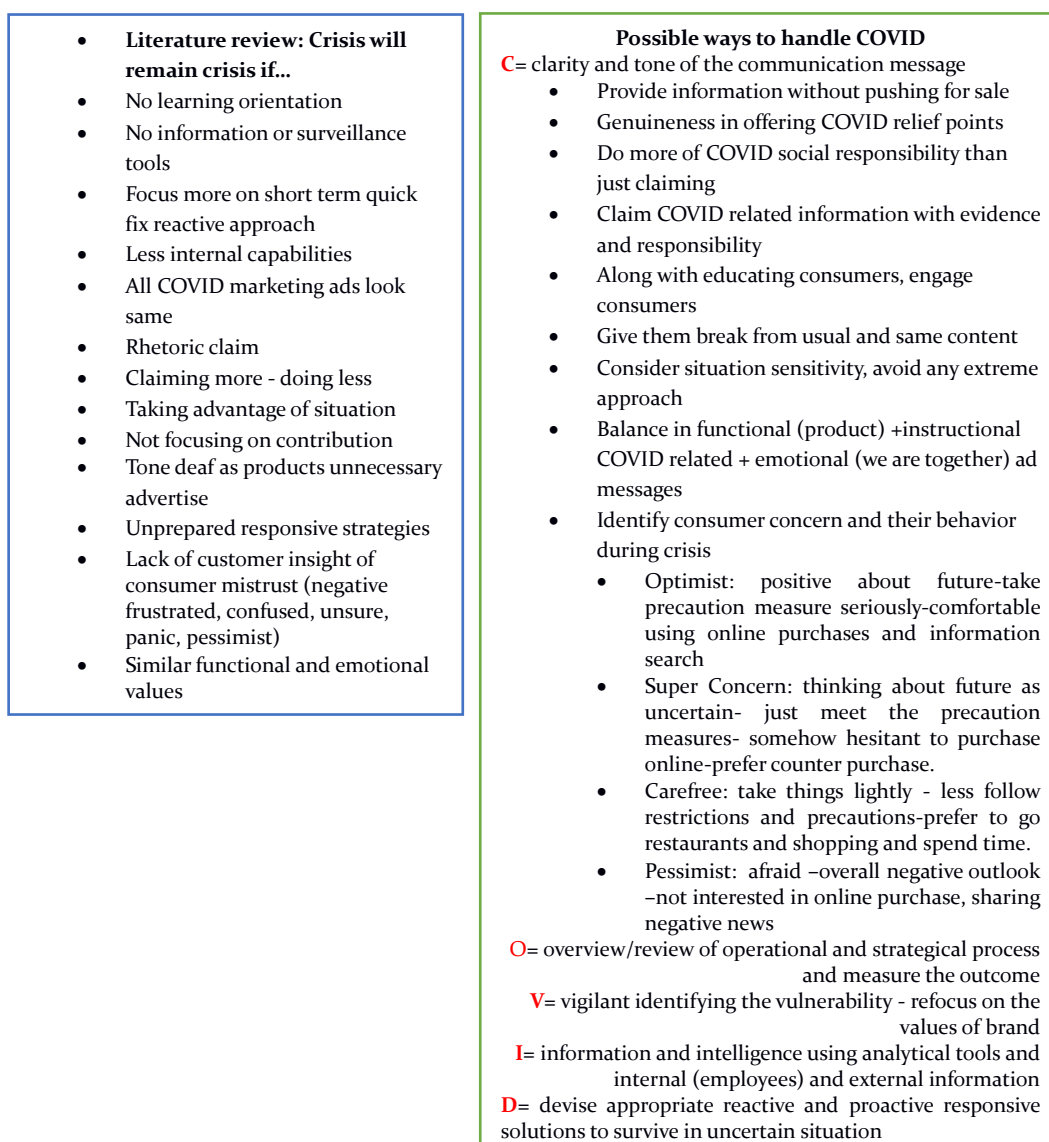 • Literature review: Crisis will
remain crisis if...
• No learning orientation
• No information or surveillance
tools
• Focus more on short term quick
fix reactive approach
• Less internal capabilities
• All COVID marketing ads look
same
• Rhetoric claim
• Claiming more - doing less
• Taking advantage of situation
• Not focusing on contribution
• Tone deaf as products unnecessary
advertise
• Unprepared responsive strategies
• Lack of customer insight of
consumer mistrust (negative
frustrated, confused, unsure,
panic, pessimist)
• Similar functional and emotional
values
Possible ways to handle COVID
C= clarity and tone of the communication message
• Provide information without pushing for sale
• Genuineness in offering COVID relief points
• Do more of COVID social responsibility than
just claiming
• Claim COVID related information with evidence
and responsibility
• Along with educating consumers, engage
consumers
• Give them break from usual and same content
• Consider situation sensitivity, avoid any extreme
approach
• Balance in functional (product) +instructional
COVID related + emotional (we are together) ad
messages
• Identify consumer concern and their behavior
during crisis
• Optimist: positive about future-take
precaution measure seriously-comfortable
using online purchases and information
search
• Super Concern: thinking about future as
uncertain- just meet the precaution
measures- somehow hesitant to purchase
online-prefer counter purchase.
• Carefree: take things lightly - less follow
restrictions and precautions-prefer to go
restaurants and shopping and spend time.
• Pessimist: afraid –overall negative outlook
–not interested in online purchase, sharing
negative news
O= overview/review of operational and strategical process
and measure the outcome
V= vigilant identifying the vulnerability - refocus on the
values of brand
I= information and intelligence using analytical tools and
internal (employees) and external information
D= devise appropriate reactive and proactive responsive
solutions to survive in uncertain situation